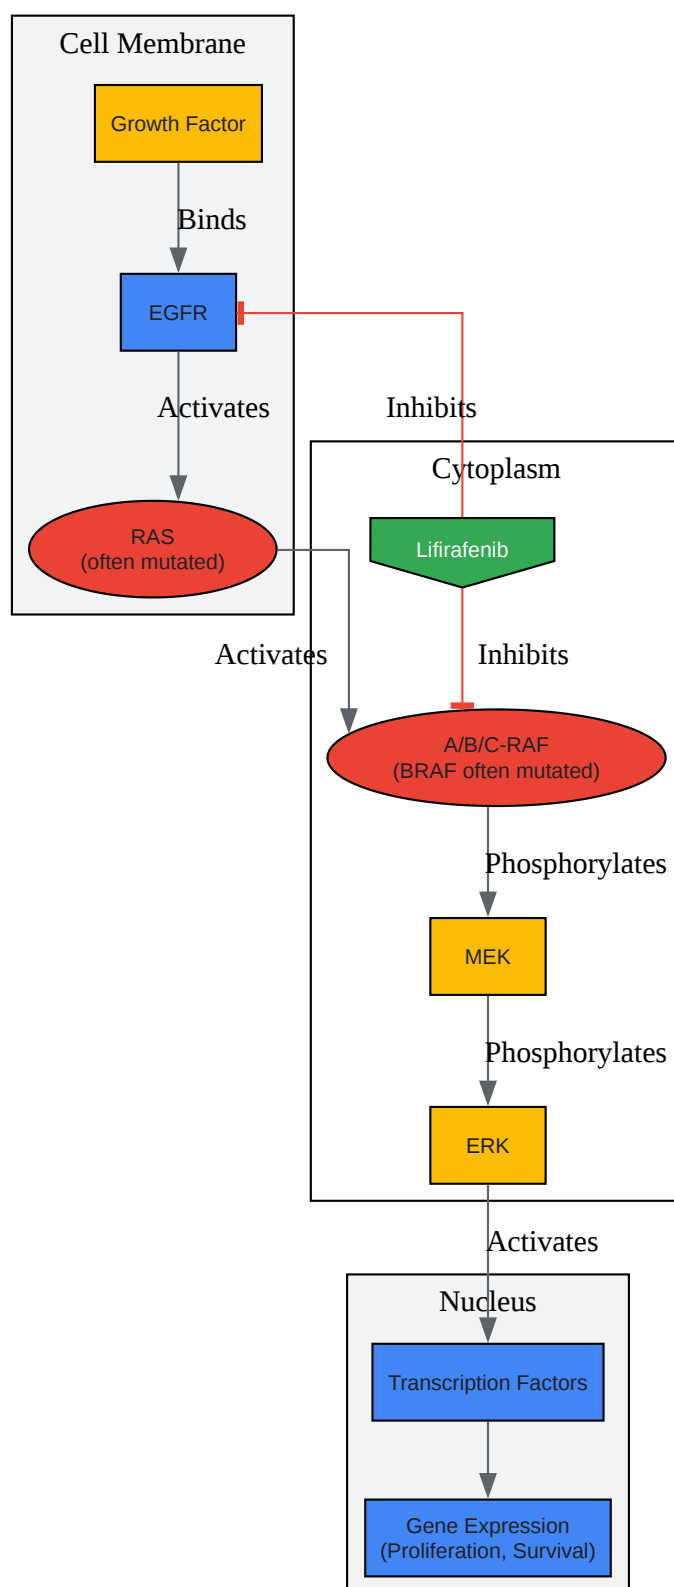 Cell Membrane
Growth Factor
Binds
EGFR
Activates
Inhibits
Cytoplasm
RAS
(often mutated)
Lifirafenib
Activates
Inhibits
A/B/C-RAF
(BRAF often mutated)
Phosphorylates
MEK
Phosphorylates
ERK
Activates
Nucleus
Transcription Factors
Gene Expression
(Proliferation, Survival)